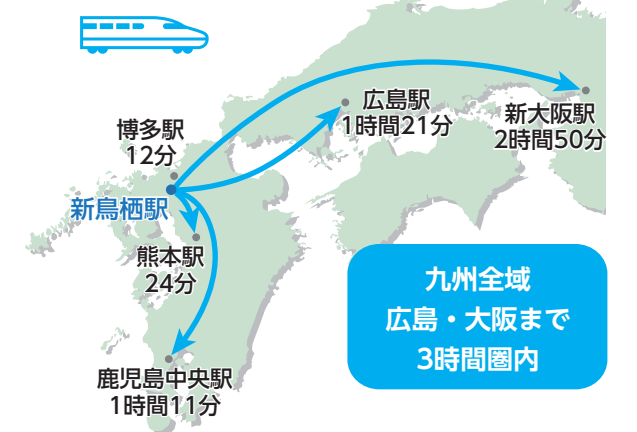 広島駅
1時間21分
新大阪駅
2時間50分
博多駅
12分
新鳥栖駅
熊本駅
24分
鹿児島中央駅
1時間11分
九州全域
広島・大阪まで
3時間圏内